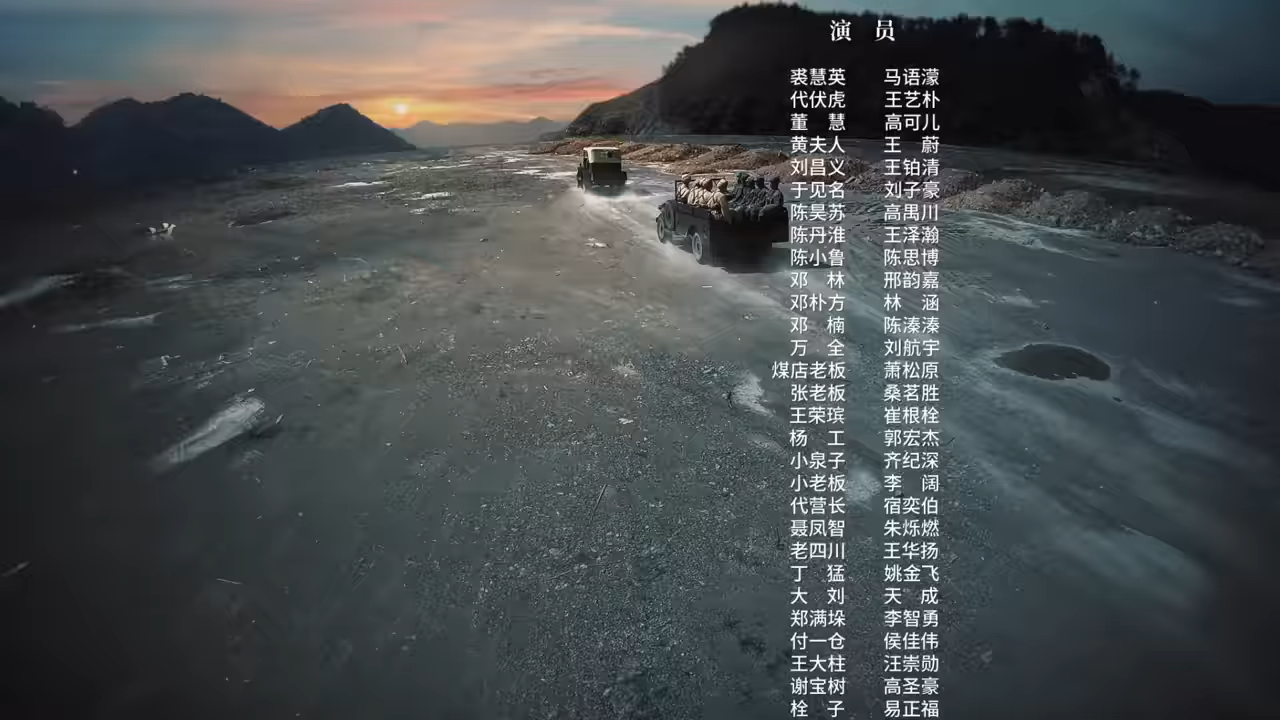 演 员
裘慧英 马语濛
代伏虎 王艺朴
董 慧 高可儿
黄夫人 王 蔚
刘昌义 王铂清
于见名 刘子豪
陈昊苏 高禺川
陈丹淮 王泽瀚
陈小鲁 陈思博
邓 林 邢韵嘉
邓朴方 林 涵
邓 楠 陈溱溱
万 全 刘航宇
煤店老板 萧松原
张老板 桑茗胜
王荣瑸 崔根栓
杨 工 郭宏杰
小泉子 齐纪深
小老板 李 阔
代营长 宿奕伯
聂凤智 朱烁燃
老四川 王华扬
丁 猛 姚金飞
大 刘 天 成
郑满垛 李智勇
付一仓 侯佳伟
王大柱 汪崇勋
谢宝树 高圣豪
栓 子 易正福